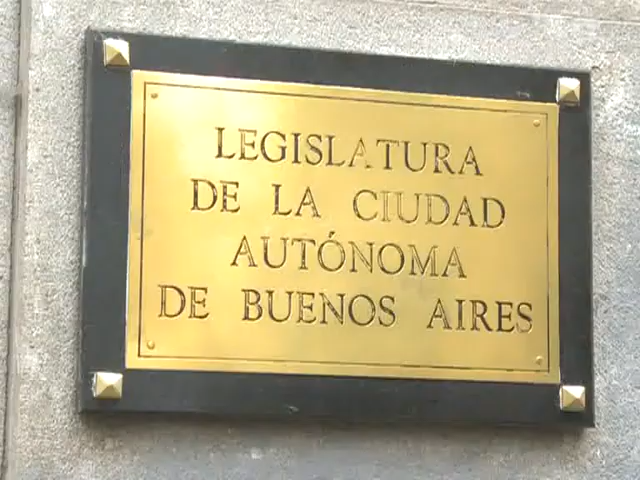 LEGISLATURA
DE LA CIUDAD
AUTÓNOMA
DE BUENOS AIRES